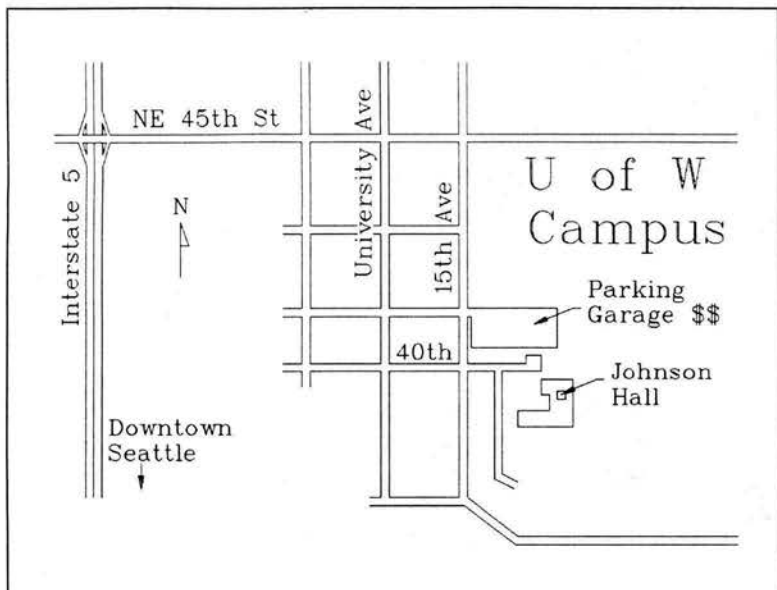 NE 45th St
University Ave
15th Ave
Interstate 5
N
U of W
Campus
Parking
Garage $$
40th
Johnson
Hall
Downtown
Seattle